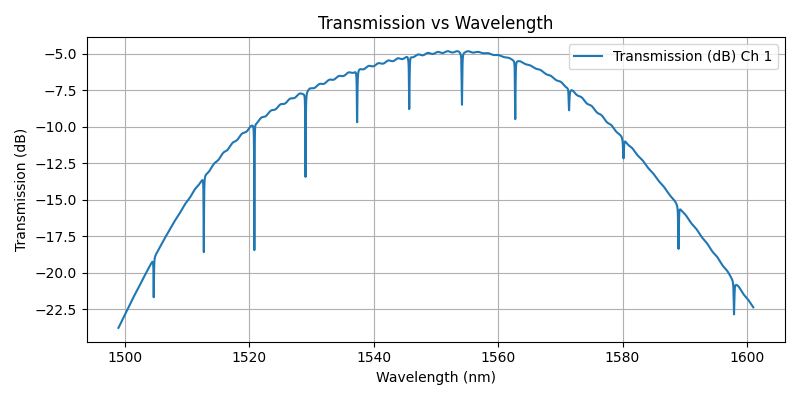 Transmission vs Wavelength
Transmission (dB) Ch 1
Transmission (dB)
−5.0
−7.5
−10.0
−12.5
−15.0
−17.5
−20.0
−22.5
1500 1520 1540 1560 1580 1600
Wavelength (nm)